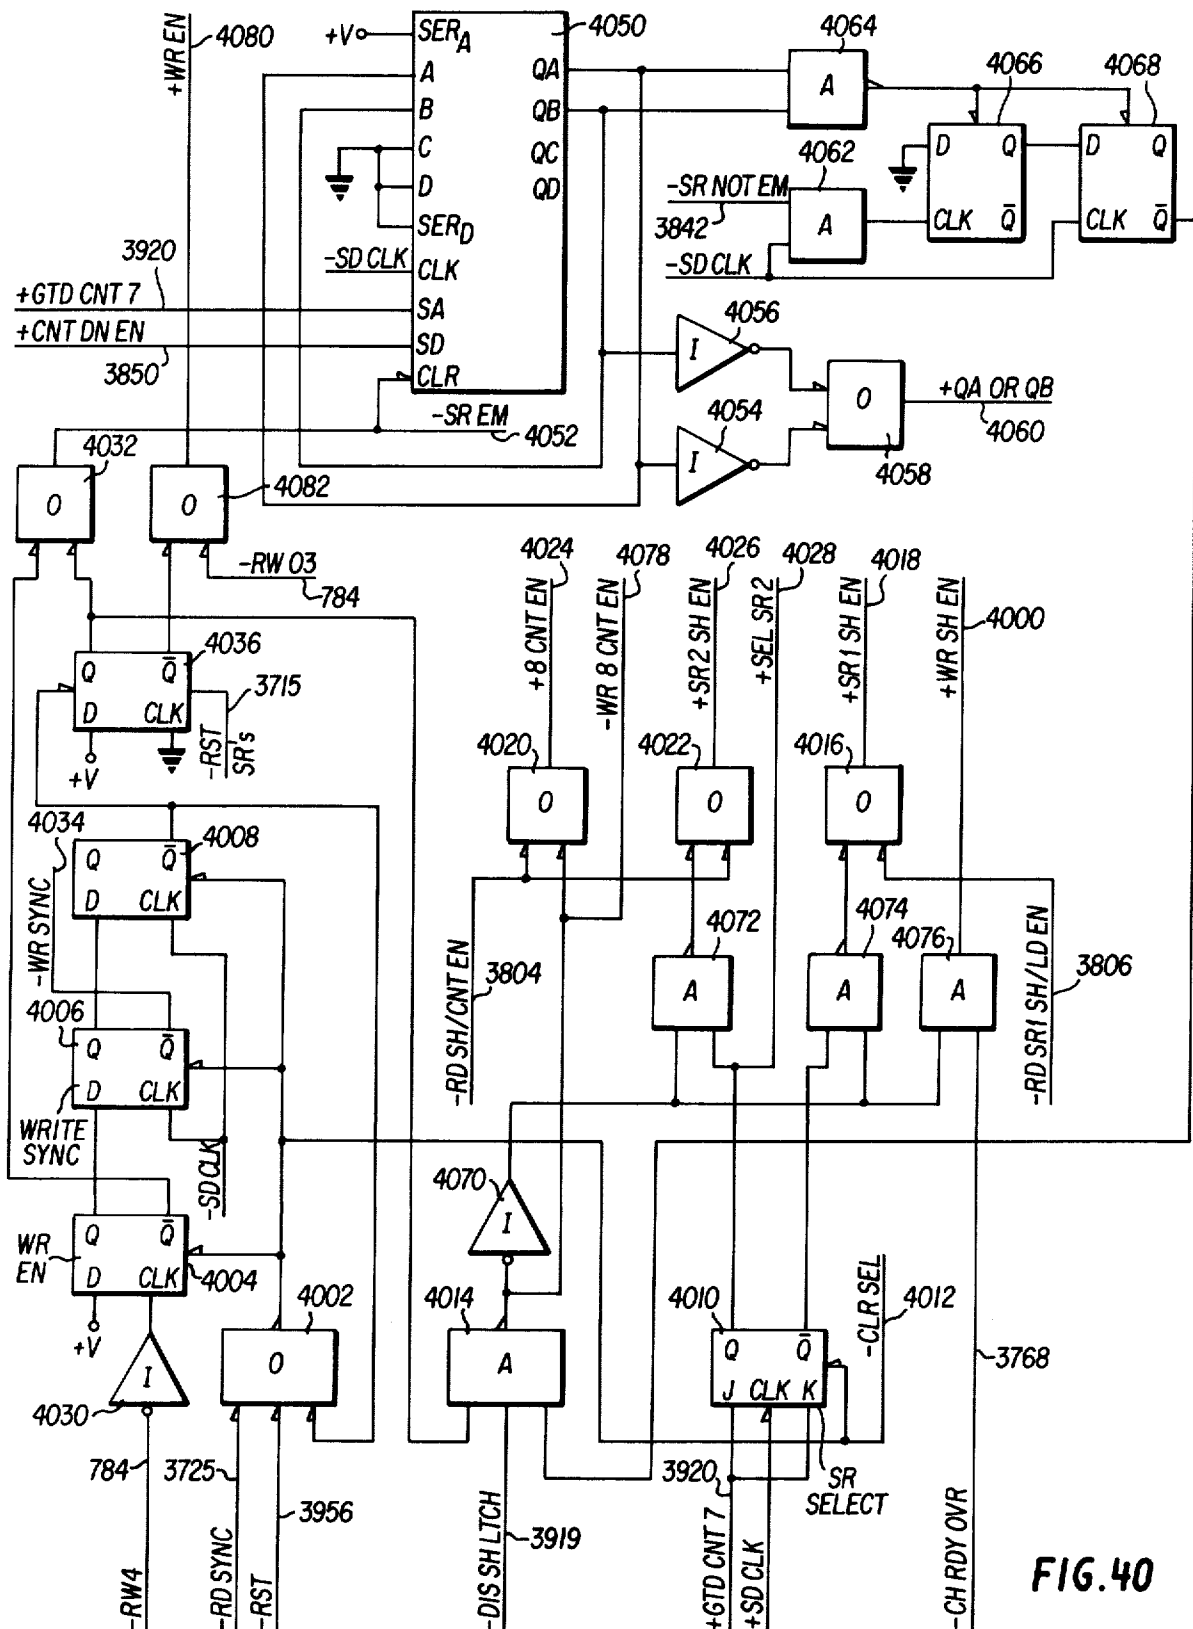 +WR EN
4080
+V
SERA
A
B
C
D
SERD
CLK
SA
SD
CLR
QA
QB
QC
QD
4050
4064
A
4066
4068
D Q
CLK Q̅
D Q
CLK Q̅
4062
A
-SR NOT EM
3842
-SD CLK
-SD CLK
3920
+GTD CNT 7
+CNT DN EN
3850
4056
I
4054
I
O
4058
+QA OR QB
4060
-SR EM
4052
4032
O
O
4082
-RW 03
784
4036
Q Q̅
D CLK
+V
3715
-RST
SR's
4024
+8 CNT EN
4078
-WR 8 CNT EN
4026
+SR2 SH EN
4028
+SEL SR2
4018
+SR1 SH EN
4000
+WR SH EN
4020
O
4022
O
4016
O
4034
-WR SYNC
4008
Q Q̅
D CLK
4072
A
4074
A
4076
A
-RD SH/CNT EN
3804
-RD SR1 SH/LD EN
3806
4006
Q Q̅
D CLK
WRITE
SYNC
-SD CLK
4070
I
WR
EN
Q Q̅
D CLK
4004
+V
4002
O
4014
A
4010
Q Q̅
J CLK K
-CLR SEL
4012
SR
SELECT
I
4030
784
-RW4
3725
-RD SYNC
3956
-RST
-DIS SH LTCH
3919
3920
+GTD CNT 7
+SD CLK
3768
-CH RDY OVR
FIG. 40